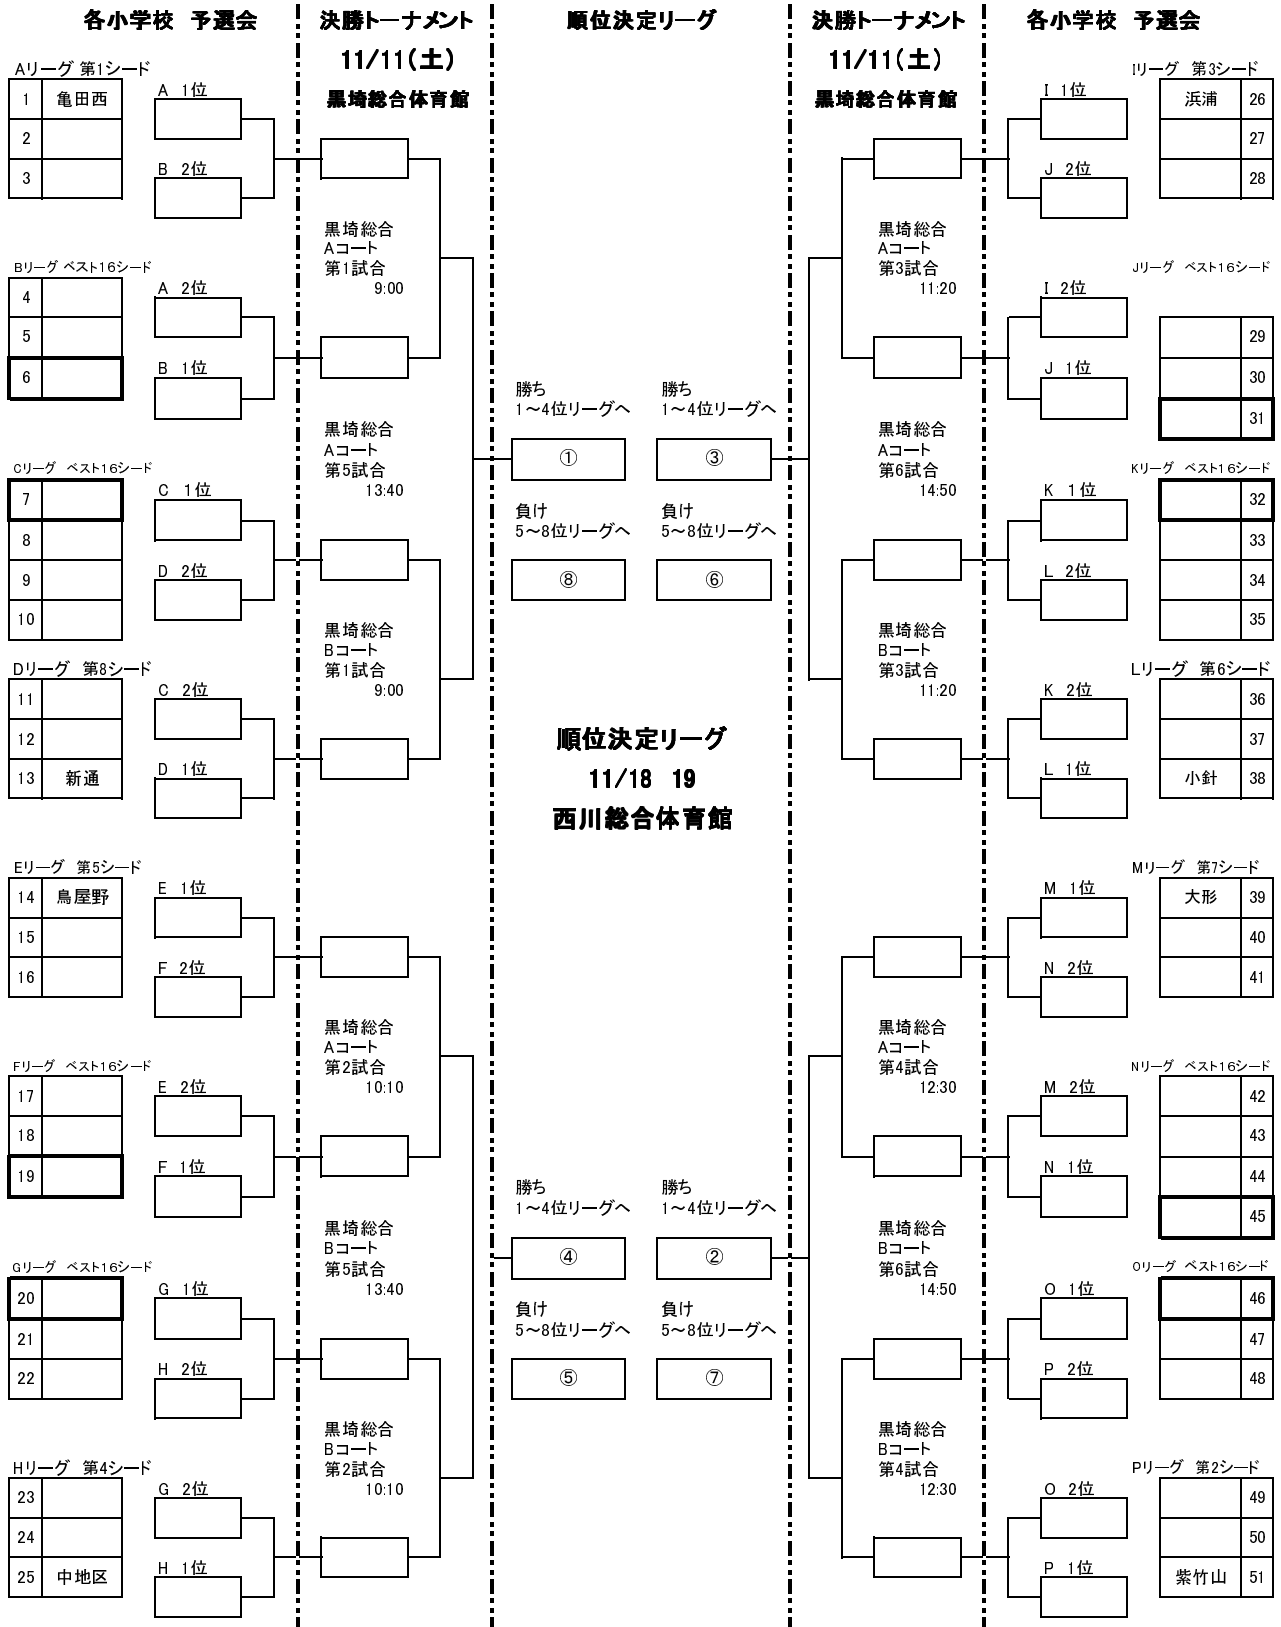 各小学校　予選会
決勝トーナメント
11/11(土)
黒埼総合体育館
順位決定リーグ
決勝トーナメント
11/11(土)
黒埼総合体育館
各小学校　予選会
Aリーグ 第1シード
1 亀田西
2
3
A 1位
B 2位
Bリーグ ベスト16シード
4
5
6
A 2位
B 1位
Cリーグ　ベスト16シード
7
8
9
10
C 1位
D 2位
Dリーグ　第8シード
11
12
13 新通
C 2位
D 1位
Eリーグ　第5シード
14 鳥屋野
15
16
E 1位
F 2位
Fリーグ　ベスト16シード
17
18
19
E 2位
F 1位
Gリーグ　ベスト16シード
20
21
22
G 1位
H 2位
Hリーグ　第4シード
23
24
25 中地区
G 2位
H 1位
黒埼総合
Aコート
第1試合
9:00
黒埼総合
Aコート
第5試合
13:40
黒埼総合
Bコート
第1試合
9:00
黒埼総合
Aコート
第2試合
10:10
黒埼総合
Bコート
第5試合
13:40
黒埼総合
Bコート
第2試合
10:10
勝ち
1～4位リーグへ
①
負け
5～8位リーグへ
⑧
勝ち
1～4位リーグへ
③
負け
5～8位リーグへ
⑥
順位決定リーグ
11/18　19
西川総合体育館
勝ち
1～4位リーグへ
④
負け
5～8位リーグへ
⑤
勝ち
1～4位リーグへ
②
負け
5～8位リーグへ
⑦
黒埼総合
Aコート
第3試合
11:20
黒埼総合
Aコート
第6試合
14:50
黒埼総合
Bコート
第3試合
11:20
黒埼総合
Aコート
第4試合
12:30
黒埼総合
Bコート
第6試合
14:50
黒埼総合
Bコート
第4試合
12:30
Iリーグ　第3シード
I 1位
J 2位
浜浦 26
27
28
Jリーグ　ベスト16シード
I 2位
J 1位
29
30
31
Kリーグ　ベスト16シード
K 1位
L 2位
32
33
34
35
Lリーグ　第6シード
K 2位
L 1位
36
37
小針 38
Mリーグ　第7シード
M 1位
N 2位
大形 39
40
41
Nリーグ　ベスト16シード
M 2位
N 1位
42
43
44
45
Oリーグ　ベスト16シード
O 1位
P 2位
46
47
48
Pリーグ　第2シード
O 2位
P 1位
49
50
紫竹山 51